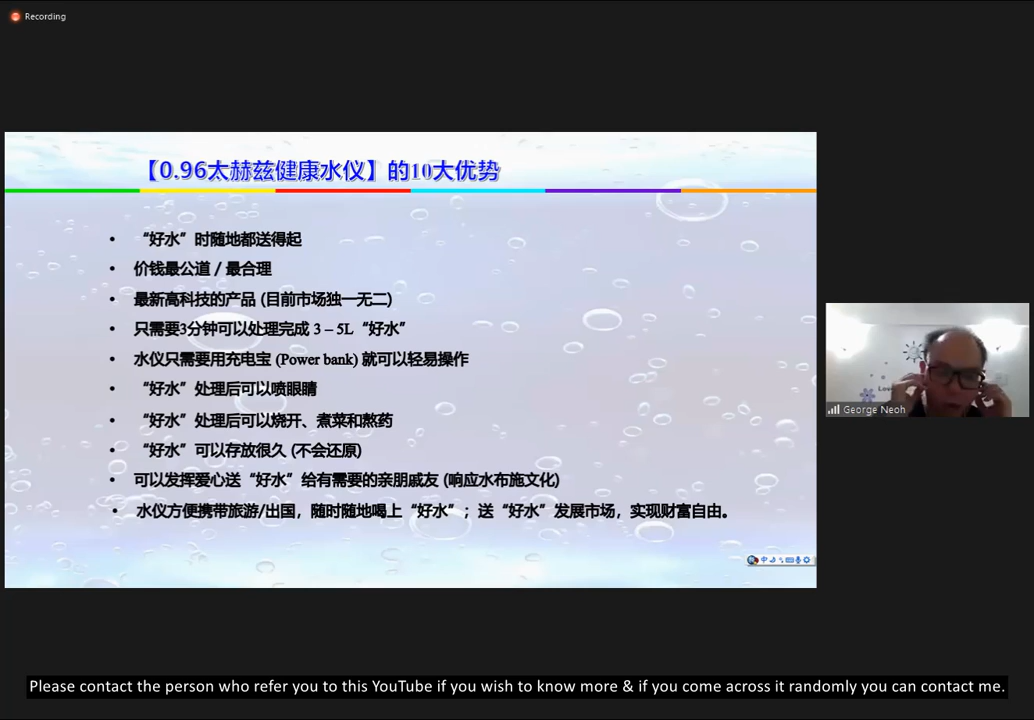 Recording
【0.96太赫兹健康水仪】的10大优势
• “好水”时随地都送得起
• 价钱最公道 / 最合理
• 最新高科技的产品 (目前市场独一无二)
• 只需要3分钟可以处理完成 3 – 5L “好水”
• 水仪只需要用充电宝 (Power bank) 就可以轻易操作
• “好水”处理后可以喷眼睛
• “好水”处理后可以烧开、煮菜和熬药
• “好水”可以存放很久 (不会还原)
• 可以发挥爱心送“好水”给有需要的亲朋戚友 (响应水布施文化)
• 水仪方便携带旅游/出国，随时随地喝上“好水”；送“好水”发展市场，实现财富自由。
Love
George Neoh
中
Please contact the person who refer you to this YouTube if you wish to know more & if you come across it randomly you can contact me.